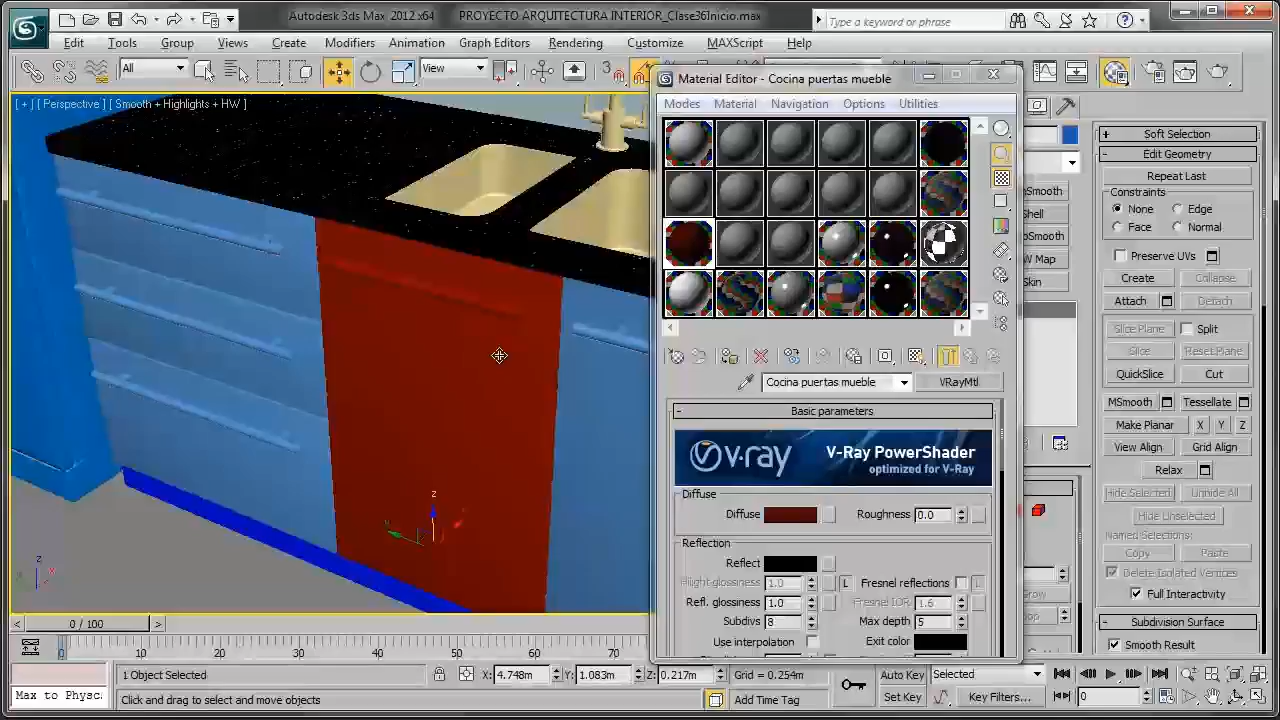 Autodesk 3ds Max 2012 x64 PROYECTO ARQUITECTURA INTERIOR_Clase36Inicio.max
Type a keyword or phrase
Edit Tools Group Views Create Modifiers Animation Graph Editors Rendering Customize MAXScript Help
All
View
3
[ + ] [ Perspective ] [ Smooth + Highlights + HW ]
Material Editor - Cocina puertas mueble
Modes Material Navigation Options Utilities
Cocina puertas mueble
VRayMtl
- Basic parameters
v·ray
V-Ray PowerShader
optimized for V-Ray
Diffuse
Diffuse
Roughness 0.0
Reflection
Reflect
Hilight glossiness 1.0 L
Fresnel reflections L
Refl. glossiness 1.0
Fresnel IOR 1.6
Subdivs 8
Max depth 5
Use interpolation
Exit color
+ Soft Selection
- Edit Geometry
Repeat Last
Constraints
None Edge
Face Normal
Preserve UVs
Create Collapse
Attach Detach
Slice Plane Split
Slice Reset Plane
QuickSlice Cut
MSmooth Tessellate
Make Planar X Y Z
View Align Grid Align
Relax
Hide Selected Unhide All
Hide Unselected
Named Selections:
Copy Paste
Delete Isolated Vertices
Full Interactivity
- Subdivision Surface
Smooth Result
Skin
z
z
x
0 / 100
0 10 20 30 40 50 60 70
1 Object Selected
X: 4.748m Y: 1.083m Z: 0.217m
Grid = 0.254m
Auto Key
Selected
Max to Physc
Click and drag to select and move objects
Add Time Tag
Set Key
Key Filters...
0